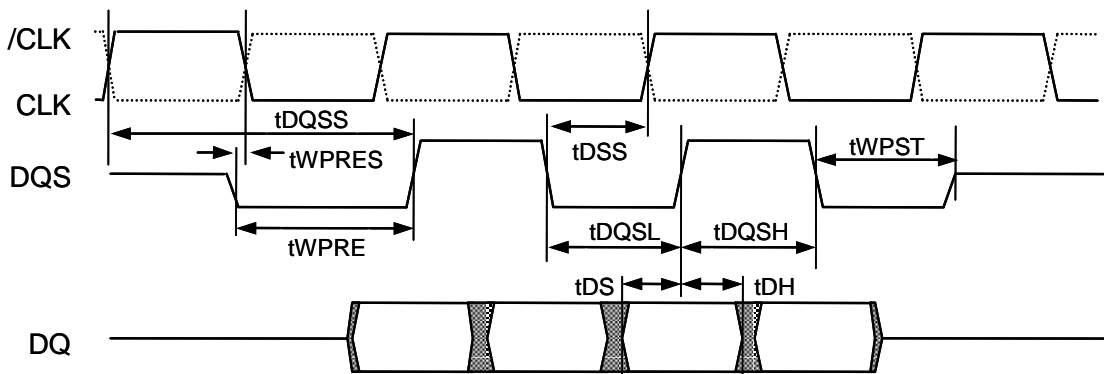 /CLK
CLK
tDQSS
tDSS
tWPRES
tWPST
DQS
tWPRE
tDQSL
tDQSH
tDS
tDH
DQ